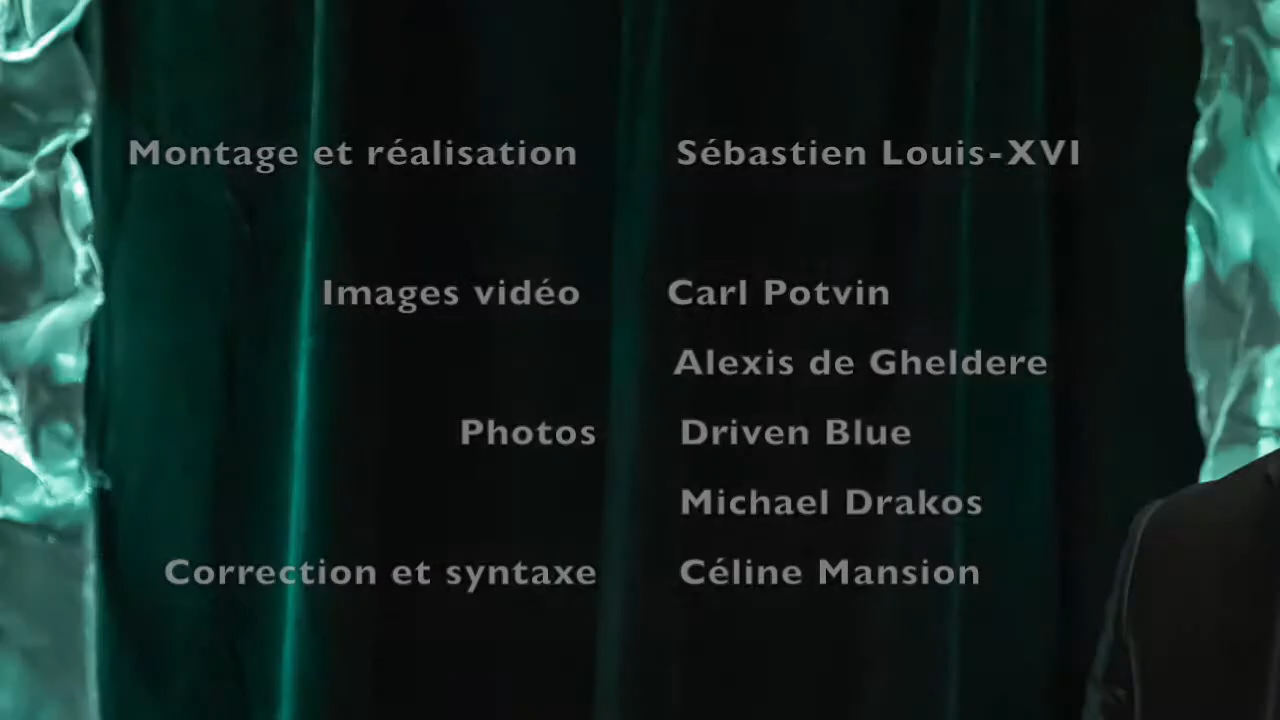 Montage et réalisation Sébastien Louis-XVI
Images vidéo Carl Potvin
Alexis de Gheldere
Photos Driven Blue
Michael Drakos
Correction et syntaxe Céline Mansion